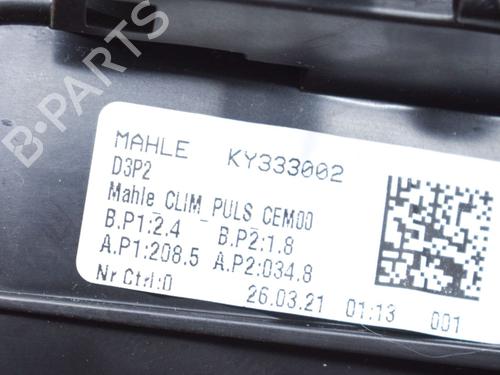 MAHLE KY333002
D3P2
Mahle_CLIM_PULS_CEM00
B.P1:2.4 B.P2:1.8
A.P1:208.5 A.P2:034.8
Nr Ctrl:0 26.03.21 01:13 001
B-PARTS